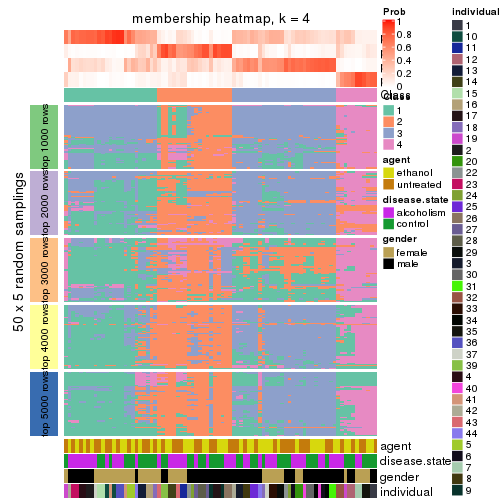 membership heatmap, k = 4
50 x 5 random samplings
top 1000 rows
top 2000 rows
top 3000 rows
top 4000 rows
top 5000 rows
p
p
p
p
Class
agent
disease.state
gender
individual
Prob
1
0.8
0.6
0.4
0.2
0
Class
1
2
3
4
agent
ethanol
untreated
disease.state
alcoholism
control
gender
female
male
individual
1
10
11
12
13
14
15
16
17
18
19
2
20
22
23
24
25
26
27
28
29
3
30
31
32
33
34
35
36
37
39
4
40
41
42
43
44
5
6
7
8
9